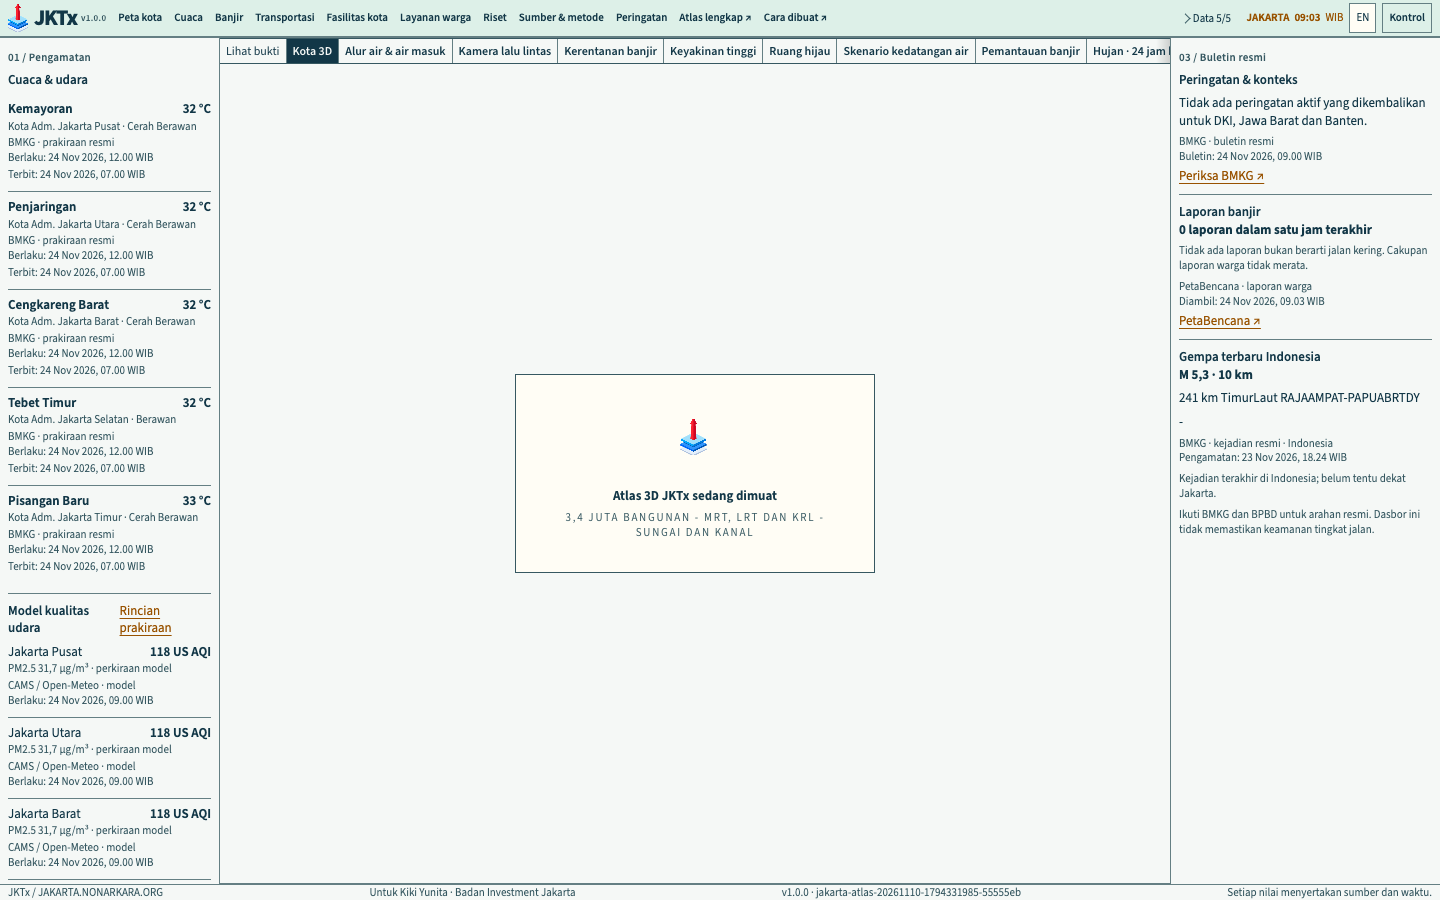 JKTx v1.0.0 Peta kota Cuaca Banjir Transportasi Fasilitas kota Layanan warga Riset Sumber & metode Peringatan Atlas lengkap ↗ Cara dibuat ↗ Data 5/5 JAKARTA 09:03 WIB EN Kontrol
01 / Pengamatan
Cuaca & udara
Kemayoran 32 °C
Kota Adm. Jakarta Pusat · Cerah Berawan
BMKG · prakiraan resmi
Berlaku: 24 Nov 2026, 12.00 WIB
Terbit: 24 Nov 2026, 07.00 WIB
Penjaringan 32 °C
Kota Adm. Jakarta Utara · Cerah Berawan
BMKG · prakiraan resmi
Berlaku: 24 Nov 2026, 12.00 WIB
Terbit: 24 Nov 2026, 07.00 WIB
Cengkareng Barat 32 °C
Kota Adm. Jakarta Barat · Cerah Berawan
BMKG · prakiraan resmi
Berlaku: 24 Nov 2026, 12.00 WIB
Terbit: 24 Nov 2026, 07.00 WIB
Tebet Timur 32 °C
Kota Adm. Jakarta Selatan · Berawan
BMKG · prakiraan resmi
Berlaku: 24 Nov 2026, 12.00 WIB
Terbit: 24 Nov 2026, 07.00 WIB
Pisangan Baru 33 °C
Kota Adm. Jakarta Timur · Cerah Berawan
BMKG · prakiraan resmi
Berlaku: 24 Nov 2026, 12.00 WIB
Terbit: 24 Nov 2026, 07.00 WIB
Model kualitas udara Rincian prakiraan
Jakarta Pusat 118 US AQI
PM2.5 31,7 µg/m³ · perkiraan model
CAMS / Open-Meteo · model
Berlaku: 24 Nov 2026, 09.00 WIB
Jakarta Utara 118 US AQI
PM2.5 31,7 µg/m³ · perkiraan model
CAMS / Open-Meteo · model
Berlaku: 24 Nov 2026, 09.00 WIB
Jakarta Barat 118 US AQI
PM2.5 31,7 µg/m³ · perkiraan model
CAMS / Open-Meteo · model
Berlaku: 24 Nov 2026, 09.00 WIB
Lihat bukti Kota 3D Alur air & air masuk Kamera lalu lintas Kerentanan banjir Keyakinan tinggi Ruang hijau Skenario kedatangan air Pemantauan banjir Hujan · 24 jam
Atlas 3D JKTx sedang dimuat
3,4 JUTA BANGUNAN - MRT, LRT DAN KRL -
SUNGAI DAN KANAL
03 / Buletin resmi
Peringatan & konteks
Tidak ada peringatan aktif yang dikembalikan
untuk DKI, Jawa Barat dan Banten.
BMKG · buletin resmi
Buletin: 24 Nov 2026, 09.00 WIB
Periksa BMKG ↗
Laporan banjir
0 laporan dalam satu jam terakhir
Tidak ada laporan bukan berarti jalan kering. Cakupan
laporan warga tidak merata.
PetaBencana · laporan warga
Diambil: 24 Nov 2026, 09.03 WIB
PetaBencana ↗
Gempa terbaru Indonesia
M 5,3 · 10 km
241 km TimurLaut RAJAAMPAT-PAPUABRTDY
-
BMKG · kejadian resmi · Indonesia
Pengamatan: 23 Nov 2026, 18.24 WIB
Kejadian terakhir di Indonesia; belum tentu dekat
Jakarta.
Ikuti BMKG dan BPBD untuk arahan resmi. Dasbor ini
tidak memastikan keamanan tingkat jalan.
JKTx / JAKARTA.NONARKARA.ORG Untuk Kiki Yunita · Badan Investment Jakarta v1.0.0 · jakarta-atlas-20261110-1794331985-55555eb Setiap nilai menyertakan sumber dan waktu.